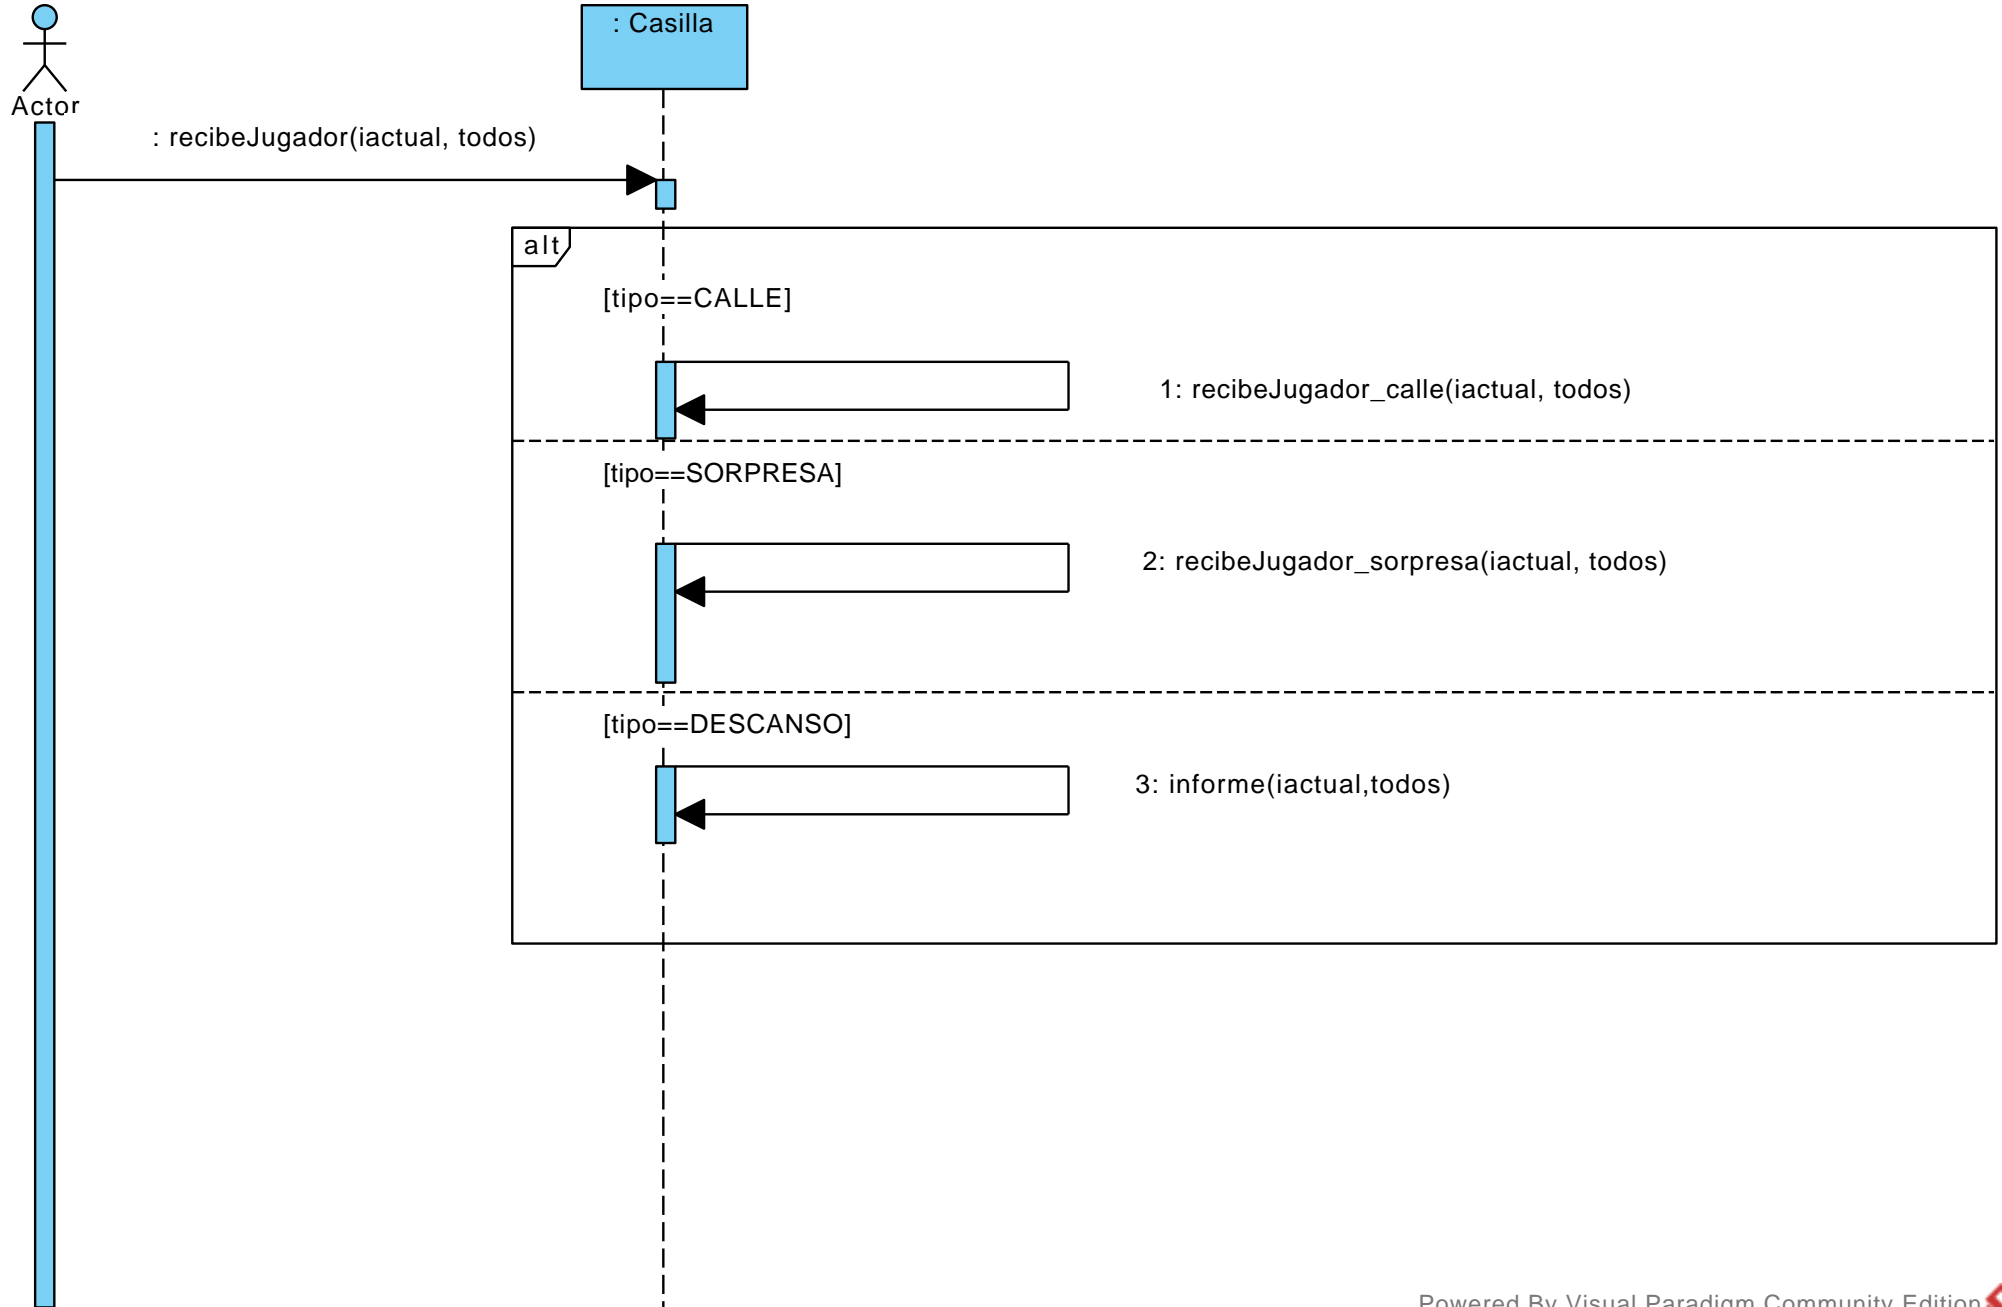 : Casilla
Actor
: recibeJugador(iactual, todos)
alt
[tipo==CALLE]
1: recibeJugador_calle(iactual, todos)
[tipo==SORPRESA]
2: recibeJugador_sorpresa(iactual, todos)
[tipo==DESCANSO]
3: informe(iactual,todos)
Powered By Visual Paradigm Community Edition